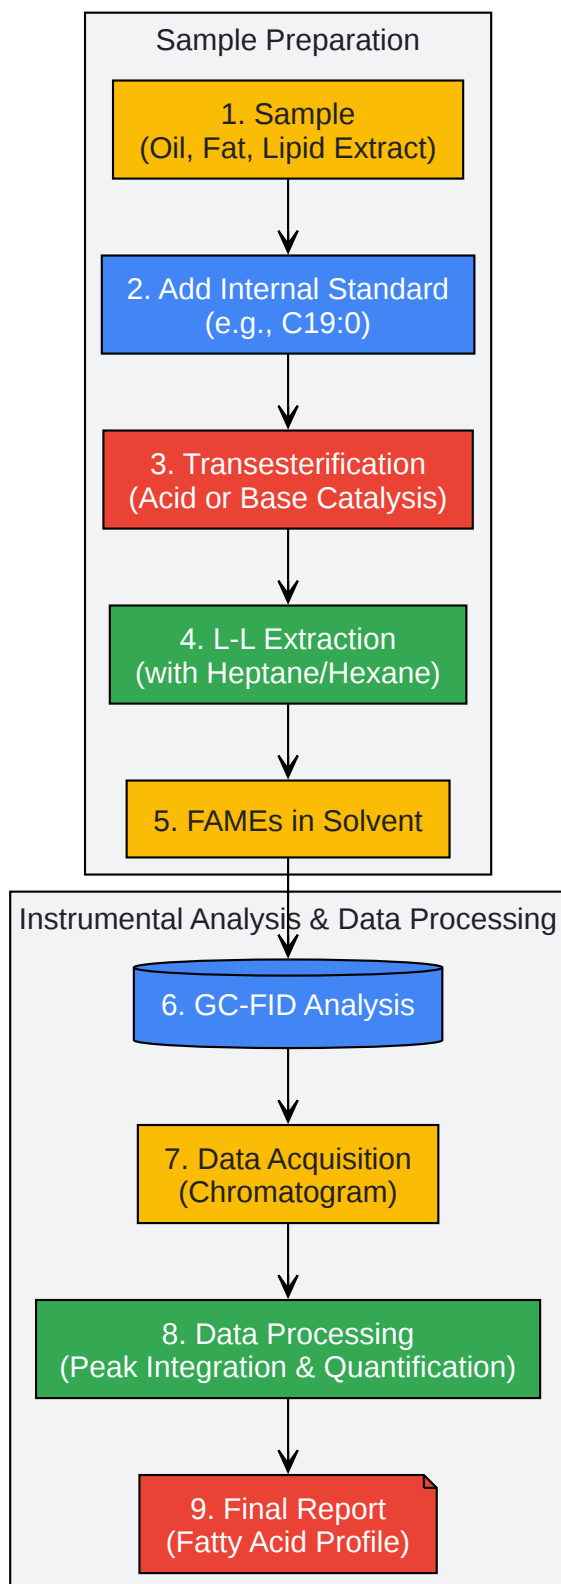 Sample Preparation
1. Sample
(Oil, Fat, Lipid Extract)
2. Add Internal Standard
(e.g., C19:0)
3. Transesterification
(Acid or Base Catalysis)
4. L-L Extraction
(with Heptane/Hexane)
5. FAMEs in Solvent
Instrumental Analysis & Data Processing
6. GC-FID Analysis
7. Data Acquisition
(Chromatogram)
8. Data Processing
(Peak Integration & Quantification)
9. Final Report
(Fatty Acid Profile)